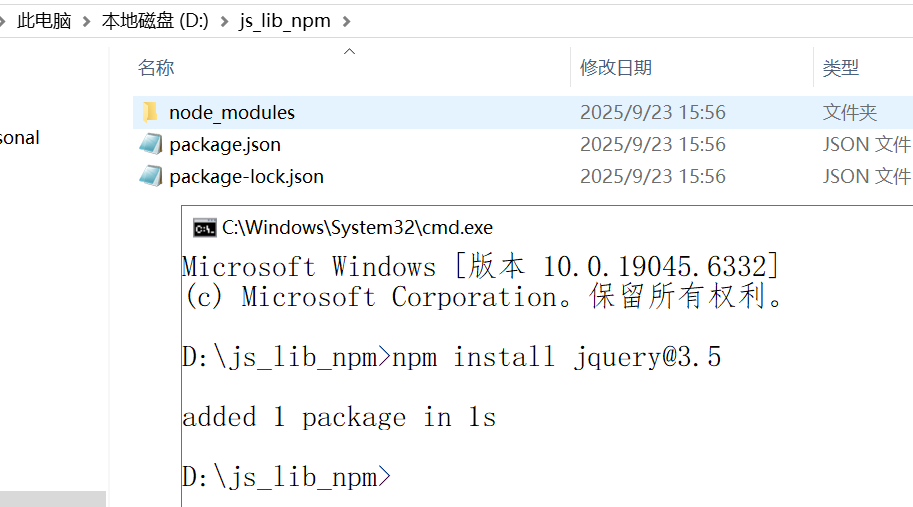 此电脑 本地磁盘 (D:) js_lib_npm
名称 修改日期 类型
node_modules 2025/9/23 15:56 文件夹
sonal
package.json 2025/9/23 15:56 JSON 文件
package-lock.json 2025/9/23 15:56 JSON 文件
C:\Windows\System32\cmd.exe
Microsoft Windows [版本 10.0.19045.6332]
(c) Microsoft Corporation。保留所有权利。
D:\js_lib_npm>npm install jquery@3.5
added 1 package in 1s
D:\js_lib_npm>